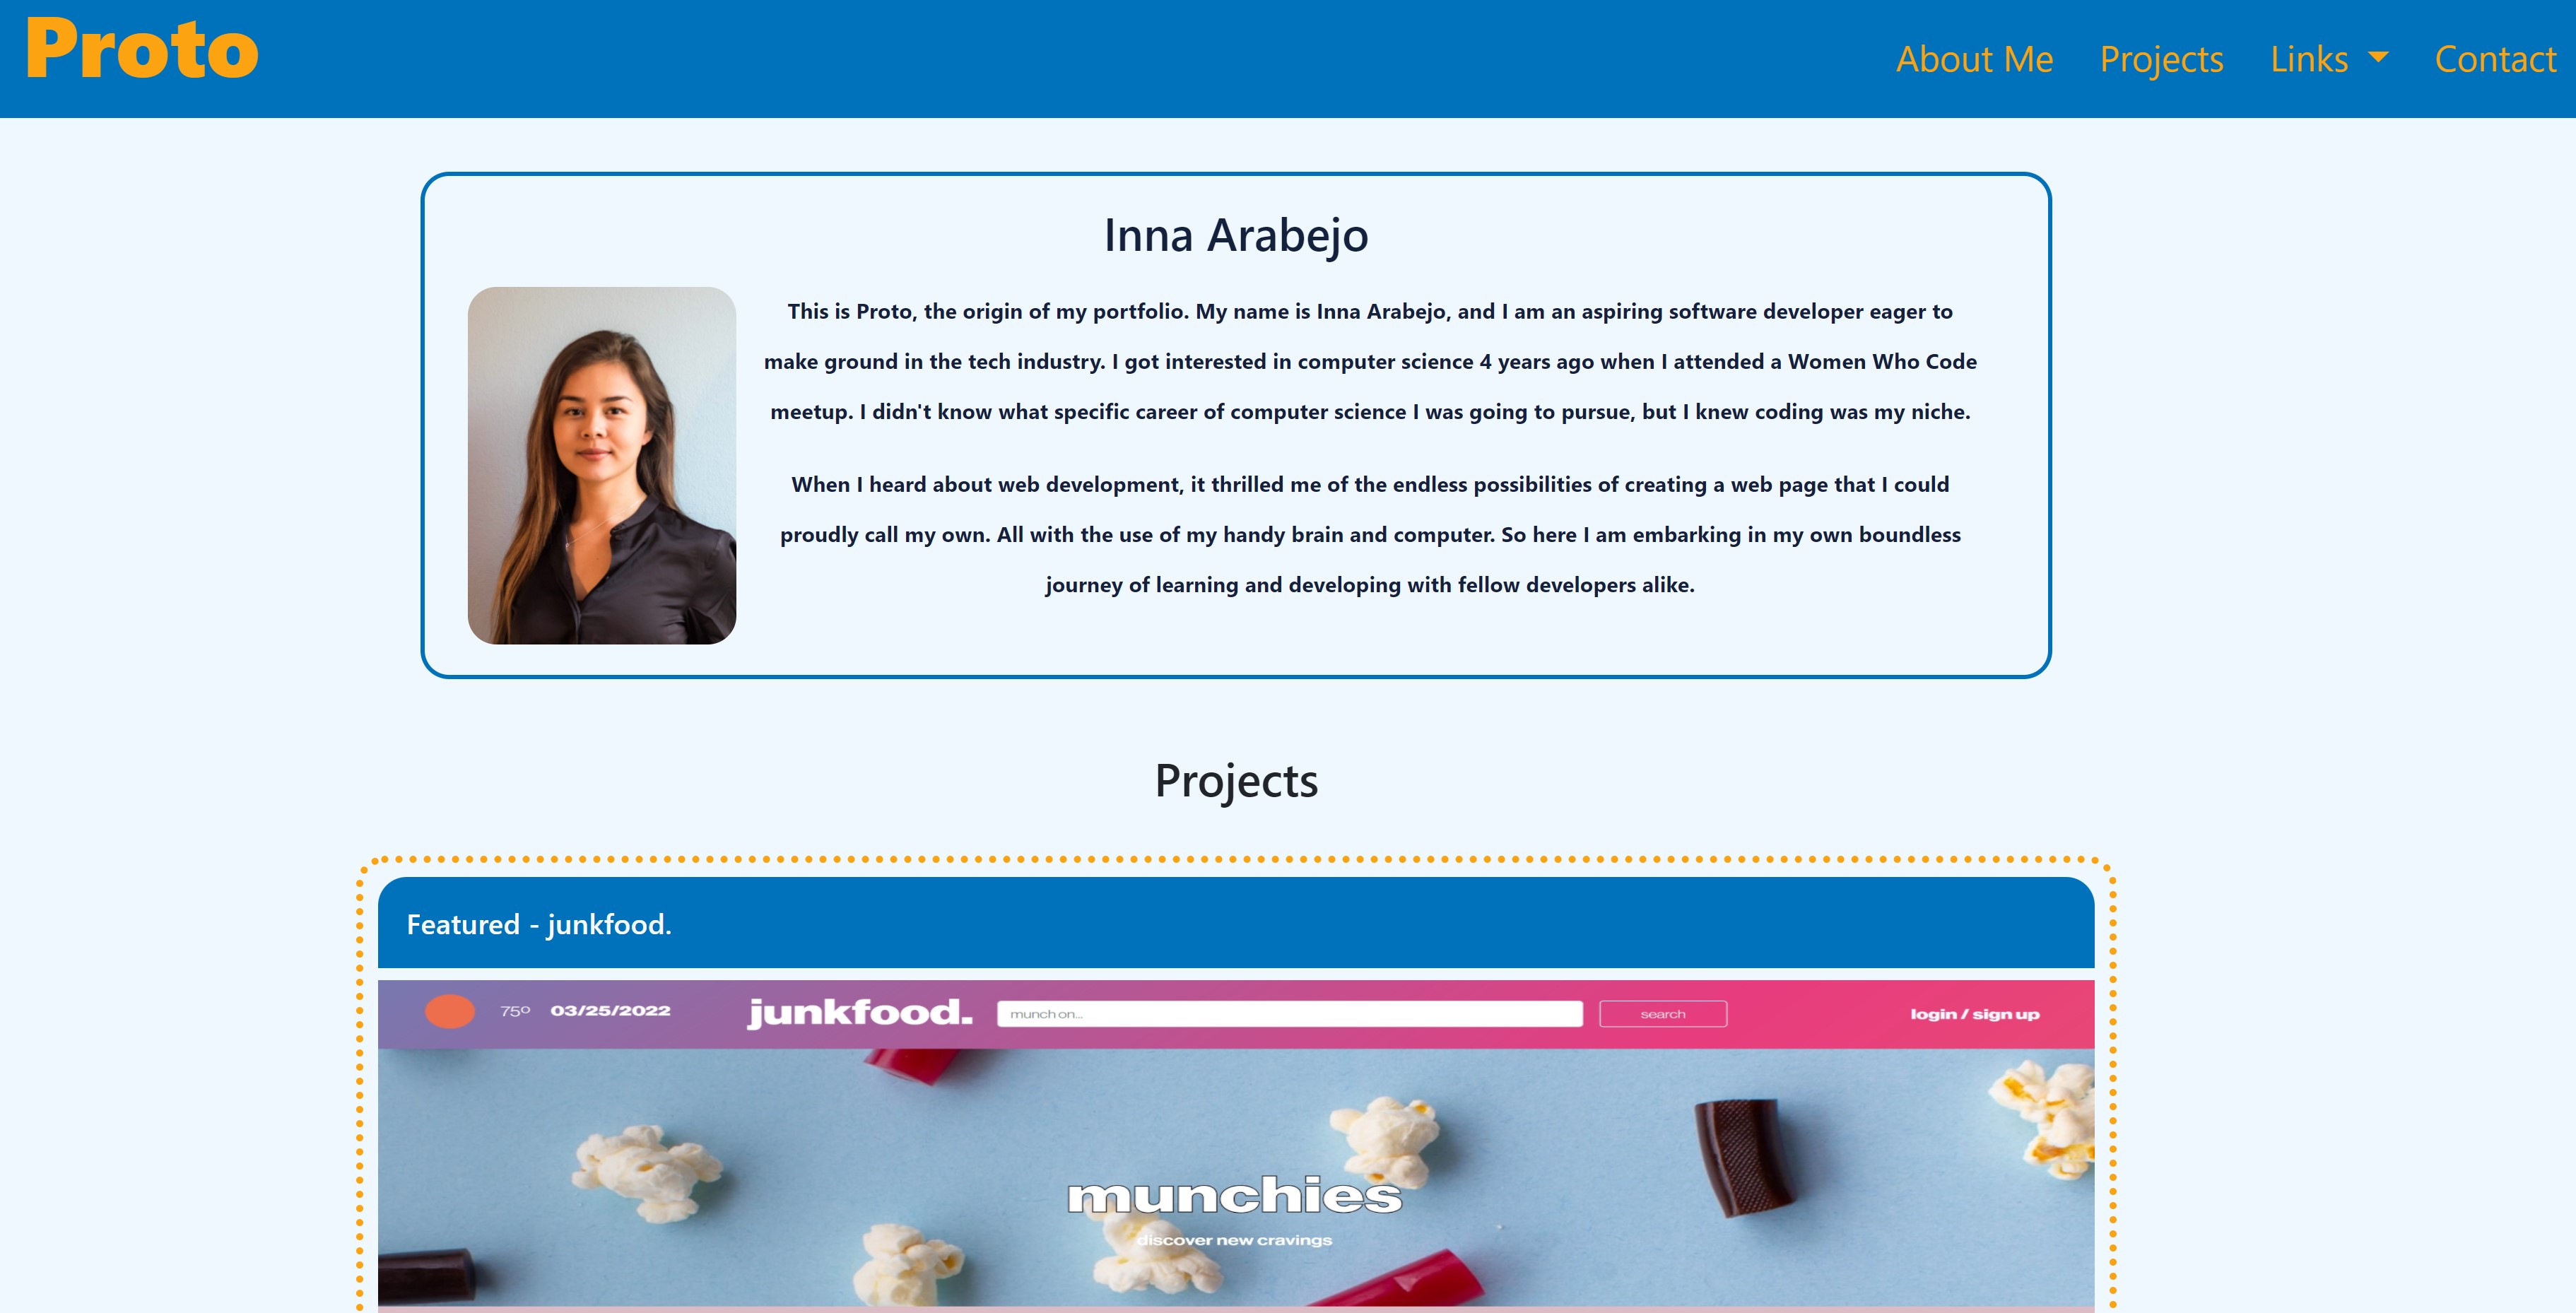 Proto
About Me Projects Links Contact
Inna Arabejo
This is Proto, the origin of my portfolio. My name is Inna Arabejo, and I am an aspiring software developer eager to
make ground in the tech industry. I got interested in computer science 4 years ago when I attended a Women Who Code
meetup. I didn't know what specific career of computer science I was going to pursue, but I knew coding was my niche.
When I heard about web development, it thrilled me of the endless possibilities of creating a web page that I could
proudly call my own. All with the use of my handy brain and computer. So here I am embarking in my own boundless
journey of learning and developing with fellow developers alike.
Projects
Featured - junkfood.
75º 03/25/2022 junkfood. munch on... search login / sign up
munchies
discover new cravings